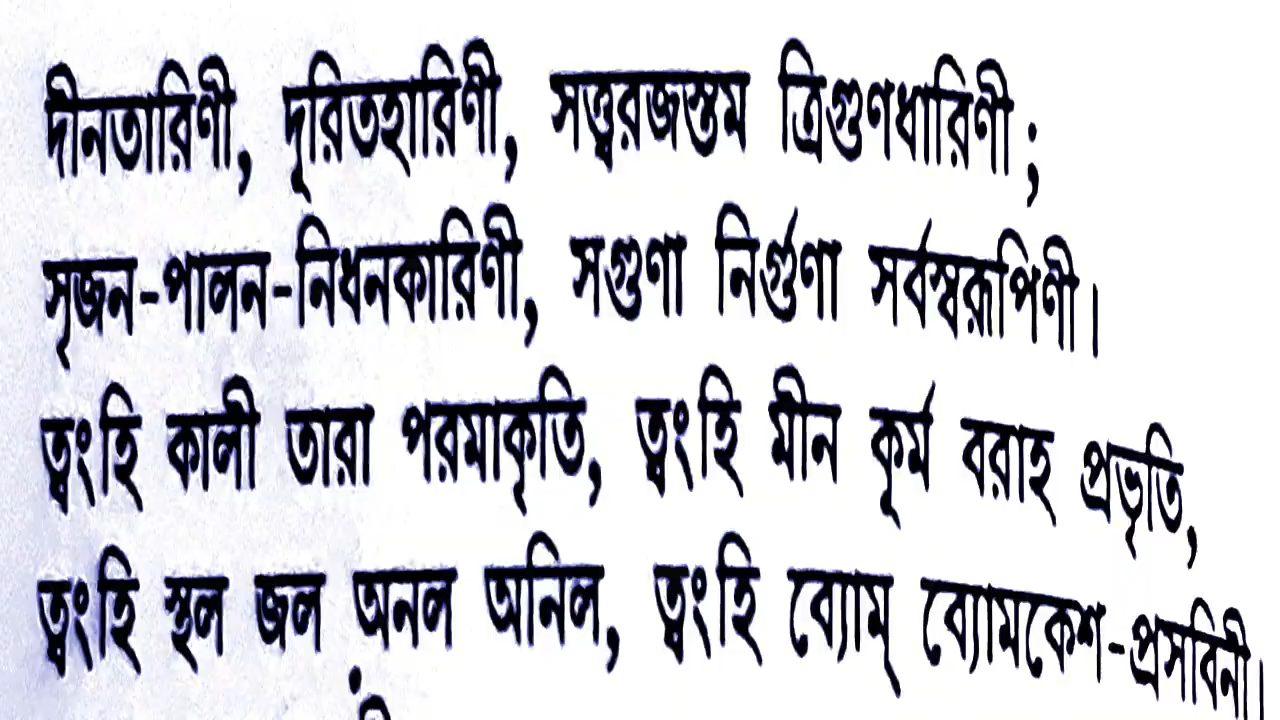 দীনতারিণী, দূরিতহারিণী, সত্ত্বরজস্তম ত্রিগুণধারিণী;
সৃজন-পালন-নিধনকারিণী, সগুণা নির্গুণা সর্বস্বরূপিণী।
ত্বংহি কালী তারা পরমাকৃতি, ত্বংহি মীন কূর্ম বরাহ প্রভৃতি,
ত্বংহি স্থল জল অনল অনিল, ত্বংহি ব্যোম্ ব্যোমকেশ-প্রসবিনী।